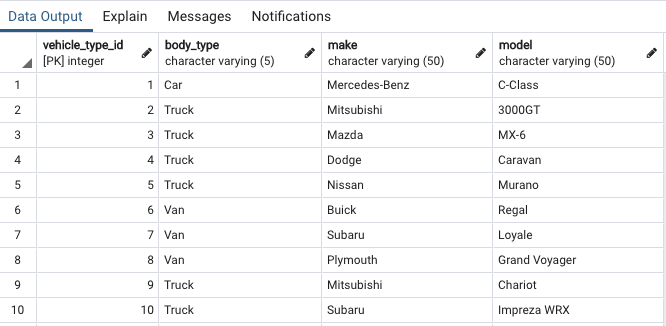 Data Output Explain Messages Notifications
vehicle_type_id body_type make model
[PK] integer character varying (5) character varying (50) character varying (50)
1 1 Car Mercedes-Benz C-Class
2 2 Truck Mitsubishi 3000GT
3 3 Truck Mazda MX-6
4 4 Truck Dodge Caravan
5 5 Truck Nissan Murano
6 6 Van Buick Regal
7 7 Van Subaru Loyale
8 8 Van Plymouth Grand Voyager
9 9 Truck Mitsubishi Chariot
10 10 Truck Subaru Impreza WRX